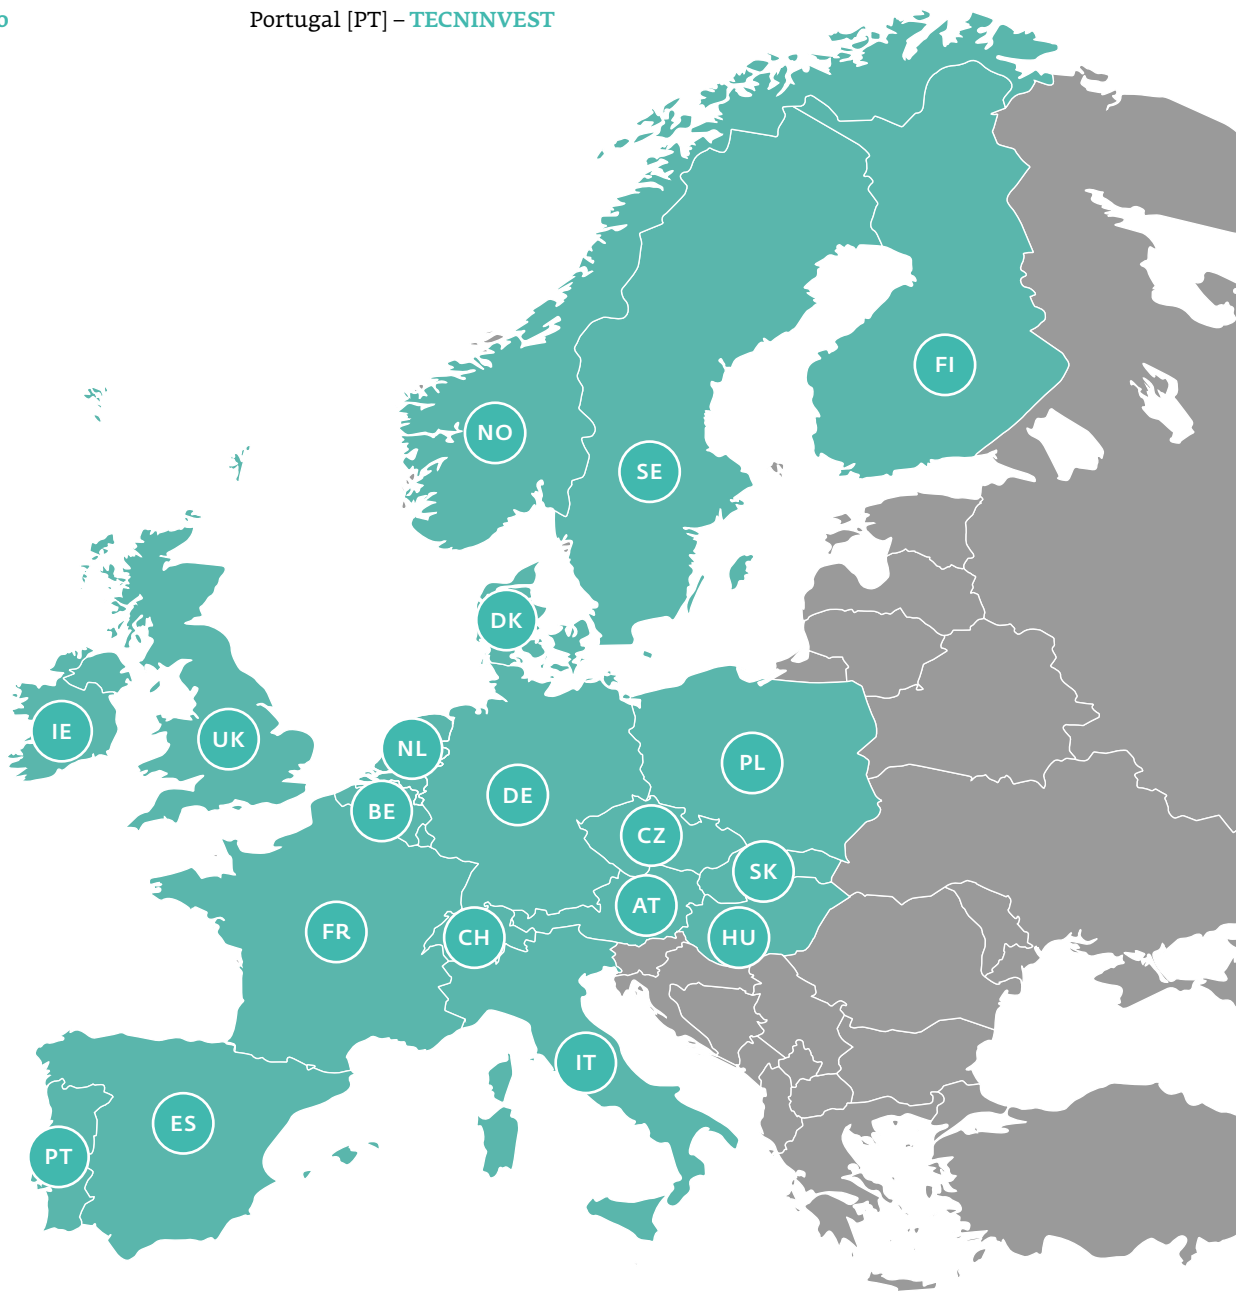 o
Portugal [PT] – TECNINVEST
FI
NO
SE
DK
IE
UK
NL
PL
DE
BE
CZ
SK
AT
FR
CH
HU
IT
ES
PT